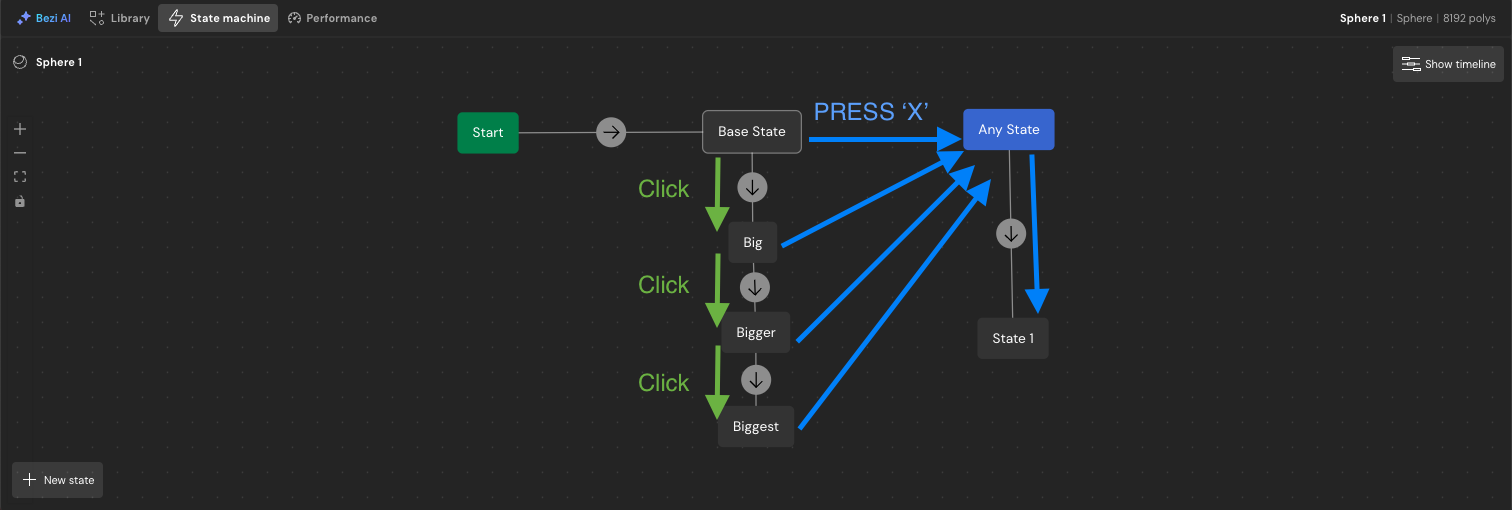 Bezi AI Library State machine Performance
Sphere 1 | Sphere | 8192 polys
Sphere 1
Show timeline
Start
Base State
PRESS ‘X’
Any State
Click
Big
Click
Bigger
State 1
Click
Biggest
New state